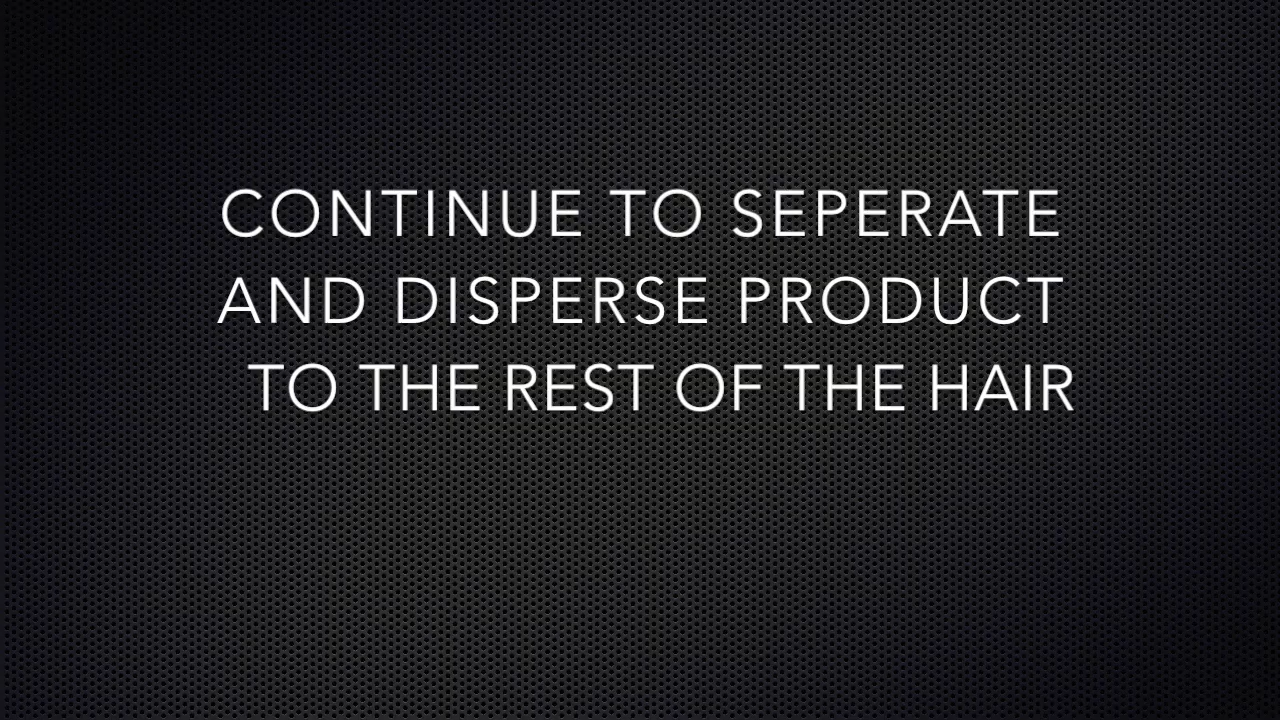 CONTINUE TO SEPERATE
AND DISPERSE PRODUCT
TO THE REST OF THE HAIR